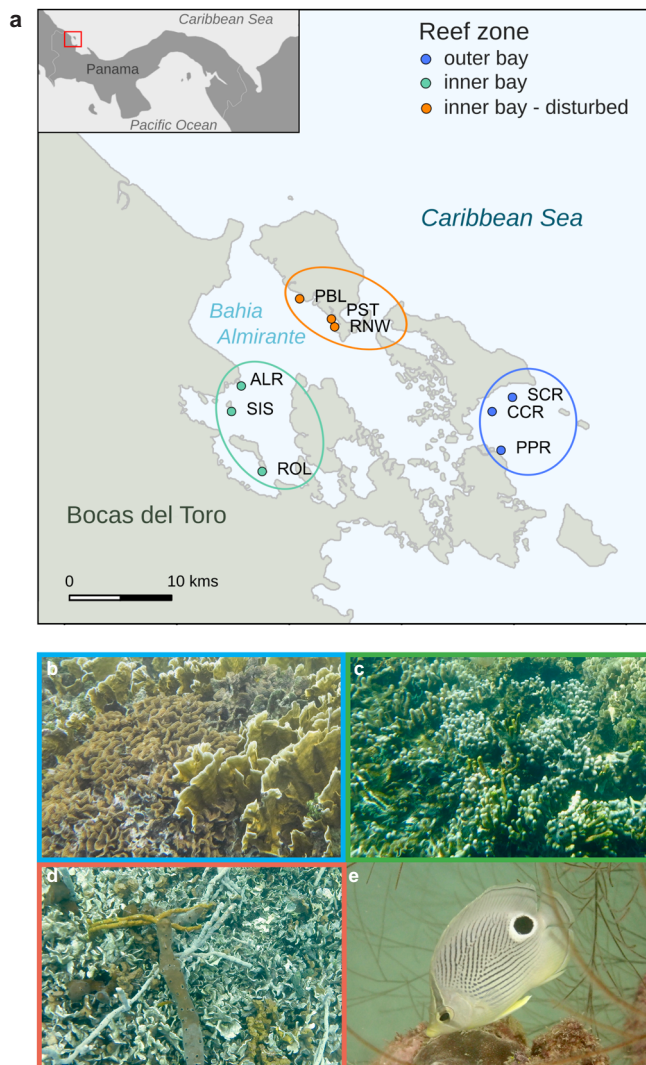 a
Caribbean Sea
Panama
Pacific Ocean
Reef zone
outer bay
inner bay
inner bay - disturbed
Caribbean Sea
PBL
PST
RNW
Bahia
Almirante
ALR
SIS
ROL
SCR
CCR
PPR
Bocas del Toro
0 10 kms
b
c
d
e